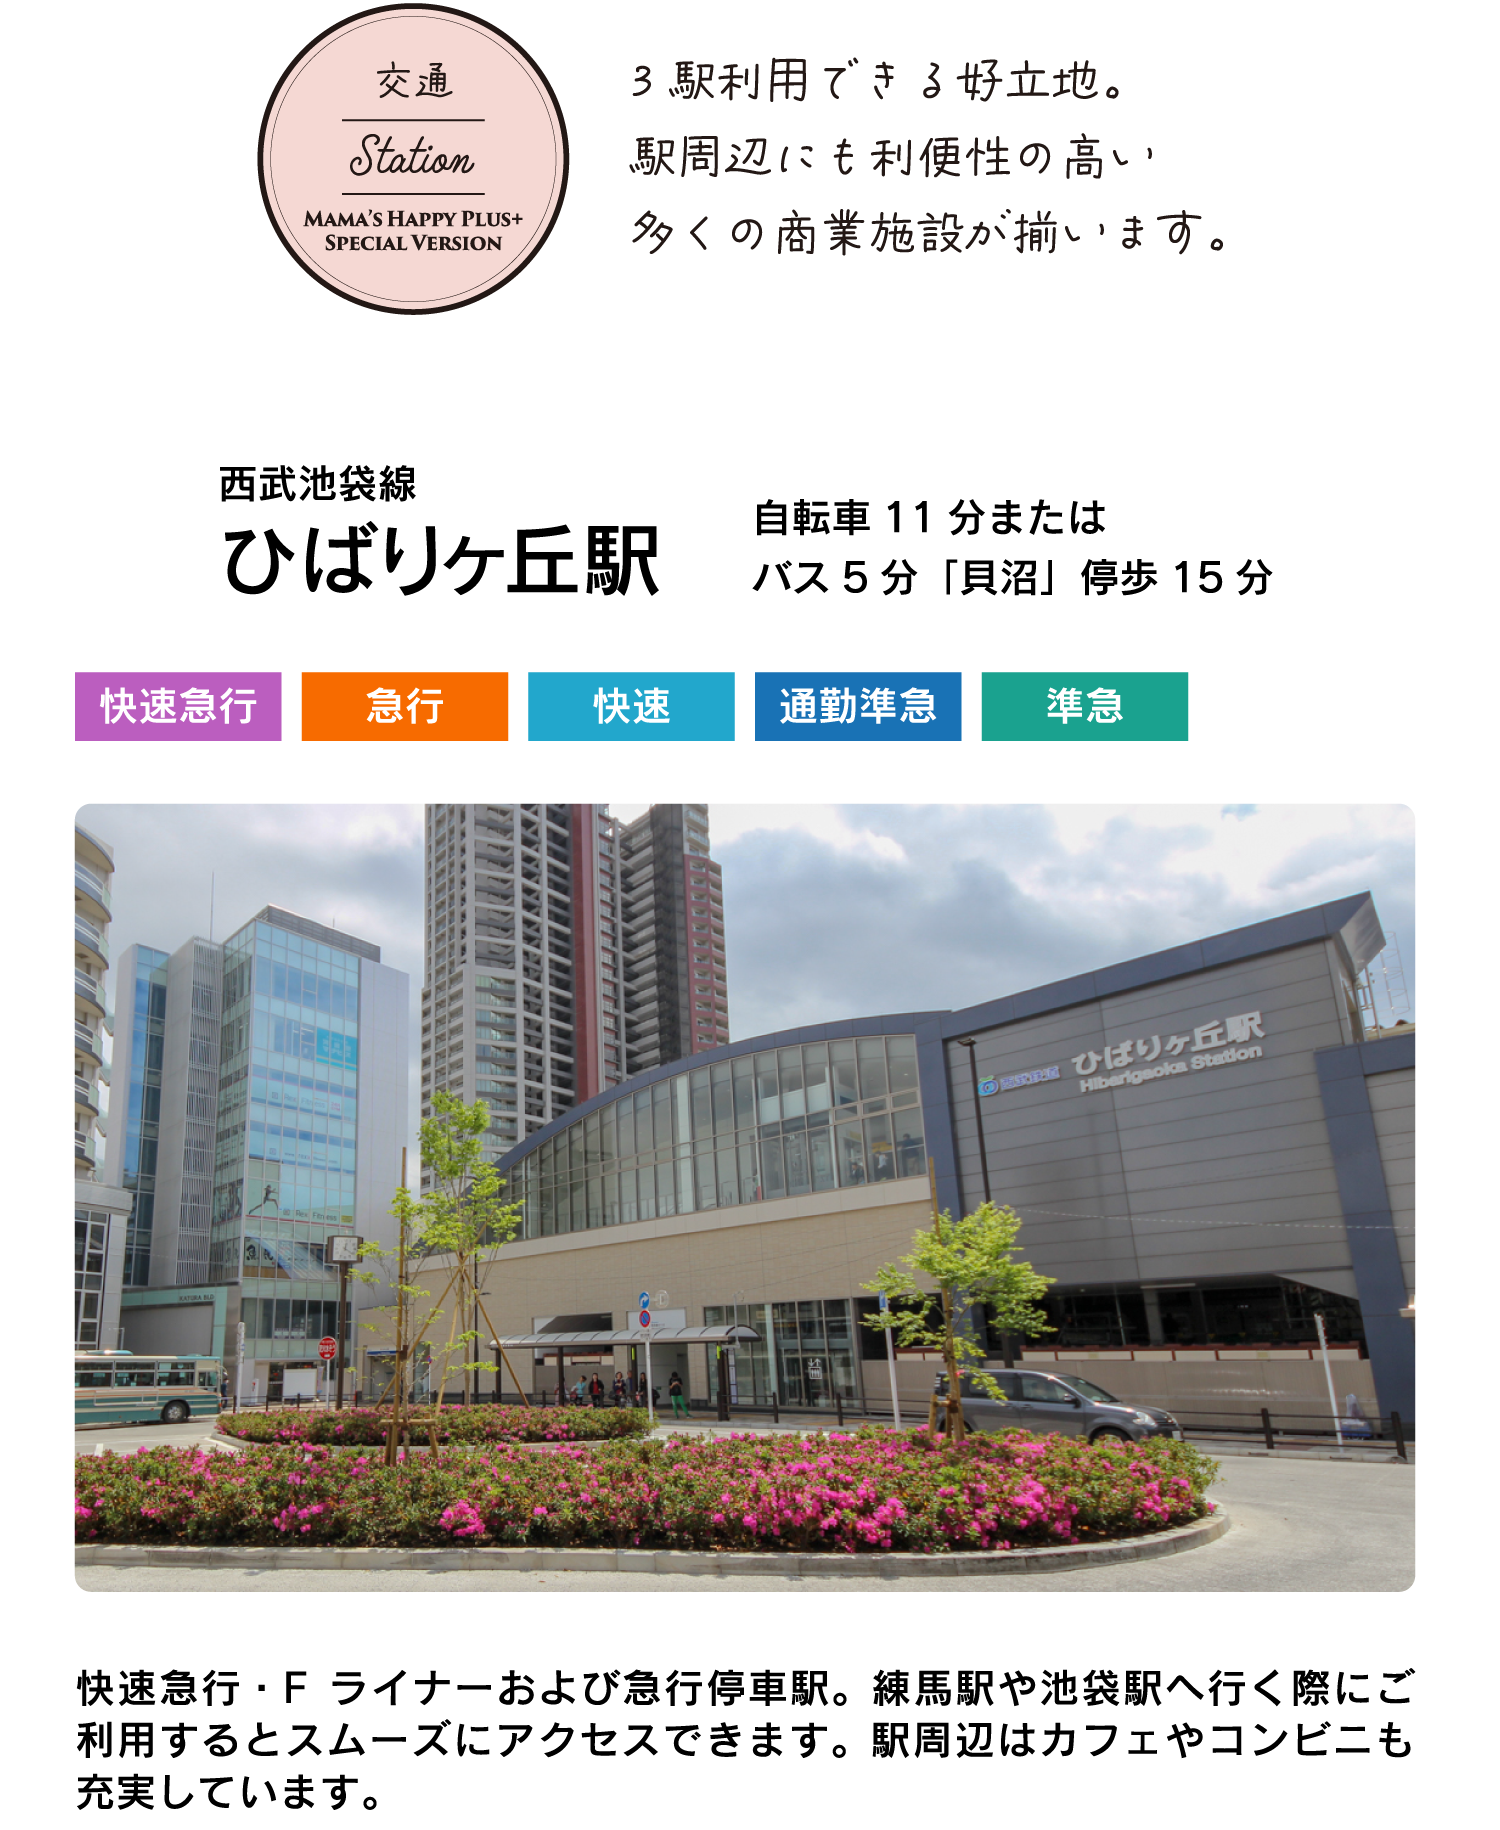 交通
Station
MAMA'S HAPPY PLUS+
SPECIAL VERSION
3駅利用できる好立地。
駅周辺にも利便性の高い
多くの商業施設が揃います。
西武池袋線
ひばりヶ丘駅
自転車 11 分または
バス 5 分「貝沼」停歩 15 分
快速急行
急行
快速
通勤準急
準急
西武鉄道
ひばりヶ丘駅
Hibarigaoka Station
快速急行・F ライナーおよび急行停車駅。練馬駅や池袋駅へ行く際にご
利用するとスムーズにアクセスできます。駅周辺はカフェやコンビニも
充実しています。